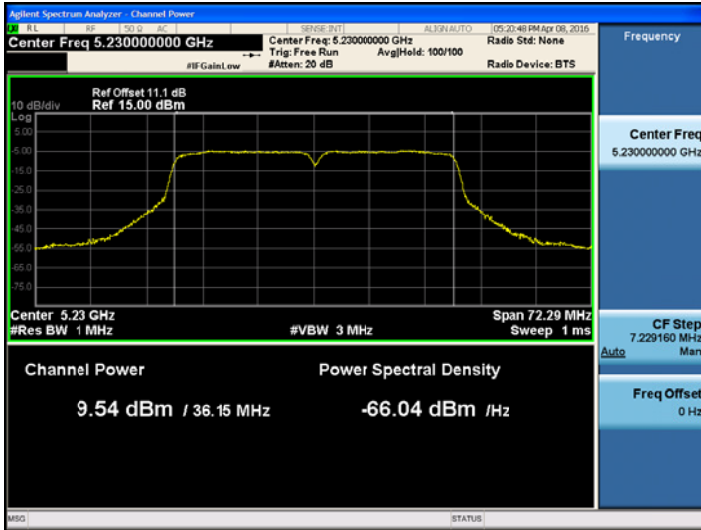 Agilent Spectrum Analyzer - Channel Power
RL RF 50 Ω AC SENSE:INT ALIGN AUTO 05:20:48 PM Apr 08, 2016
Center Freq 5.230000000 GHz
Center Freq: 5.230000000 GHz
Radio Std: None
Trig: Free Run Avg|Hold: 100/100
#IFGain:Low #Atten: 20 dB Radio Device: BTS
Ref Offset 11.1 dB
10 dB/div Ref 15.00 dBm
Log
5.00
-5.00
-15.0
-25.0
-35.0
-45.0
-55.0
-65.0
-75.0
Center 5.23 GHz Span 72.29 MHz
#Res BW 1 MHz #VBW 3 MHz Sweep 1 ms
Channel Power Power Spectral Density
9.54 dBm / 36.15 MHz -66.04 dBm /Hz
MSG STATUS
Frequency
Center Freq
5.230000000 GHz
CF Step
7.229160 MHz
Auto Man
Freq Offset
0 Hz